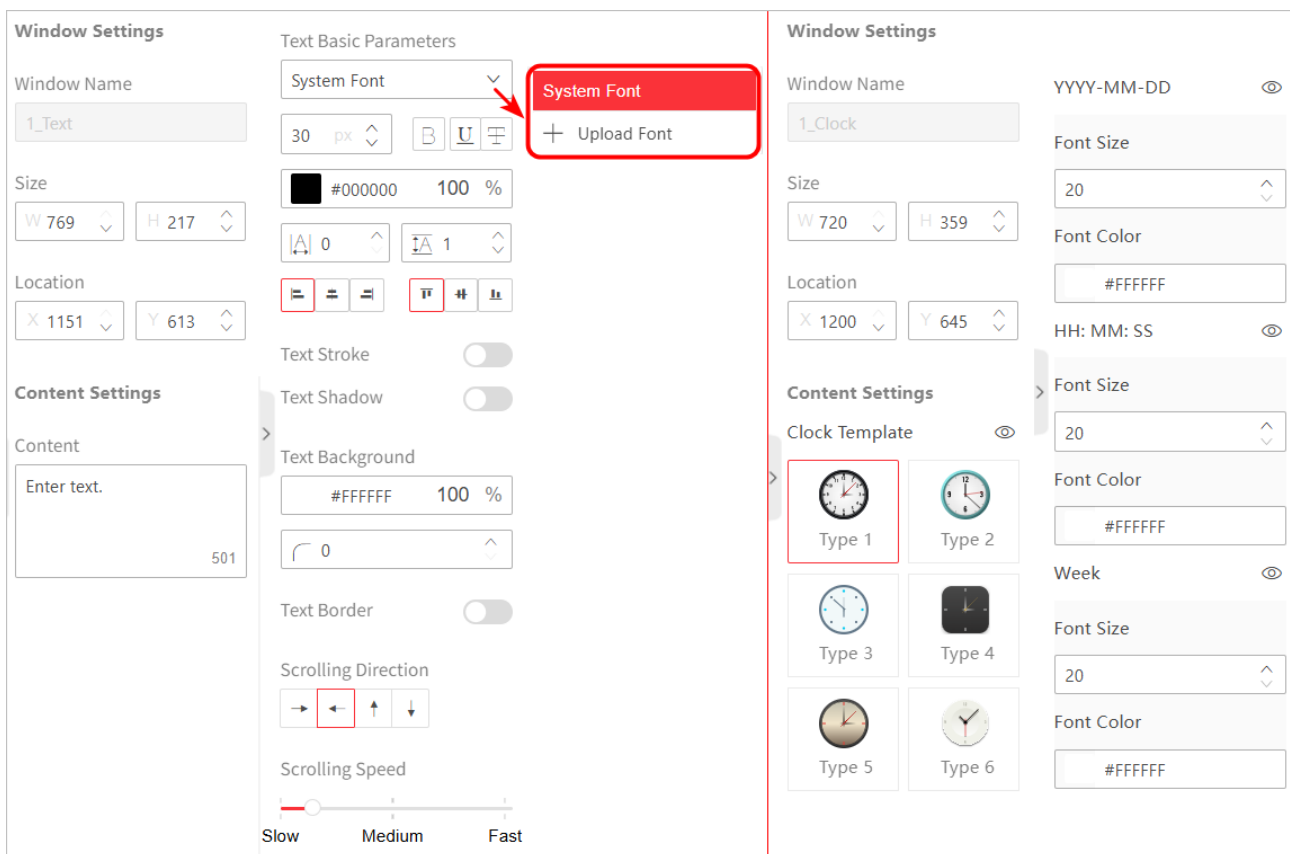 Window Settings
Window Name
1_Text
Size
W 769
H 217
Location
X 1151
Y 613
Content Settings
Content
Enter text.
501
Text Basic Parameters
System Font
30 px
B U T
#000000 100 %
A 0
A 1
Text Stroke
Text Shadow
Text Background
#FFFFFF 100 %
0
Text Border
Scrolling Direction
Scrolling Speed
Slow Medium Fast
System Font
+ Upload Font
Window Settings
Window Name
1_Clock
Size
W 720
H 359
Location
X 1200
Y 645
Content Settings
Clock Template
Type 1
Type 2
Type 3
Type 4
Type 5
Type 6
YYYY-MM-DD
Font Size
20
Font Color
#FFFFFF
HH: MM: SS
Font Size
20
Font Color
#FFFFFF
Week
Font Size
20
Font Color
#FFFFFF